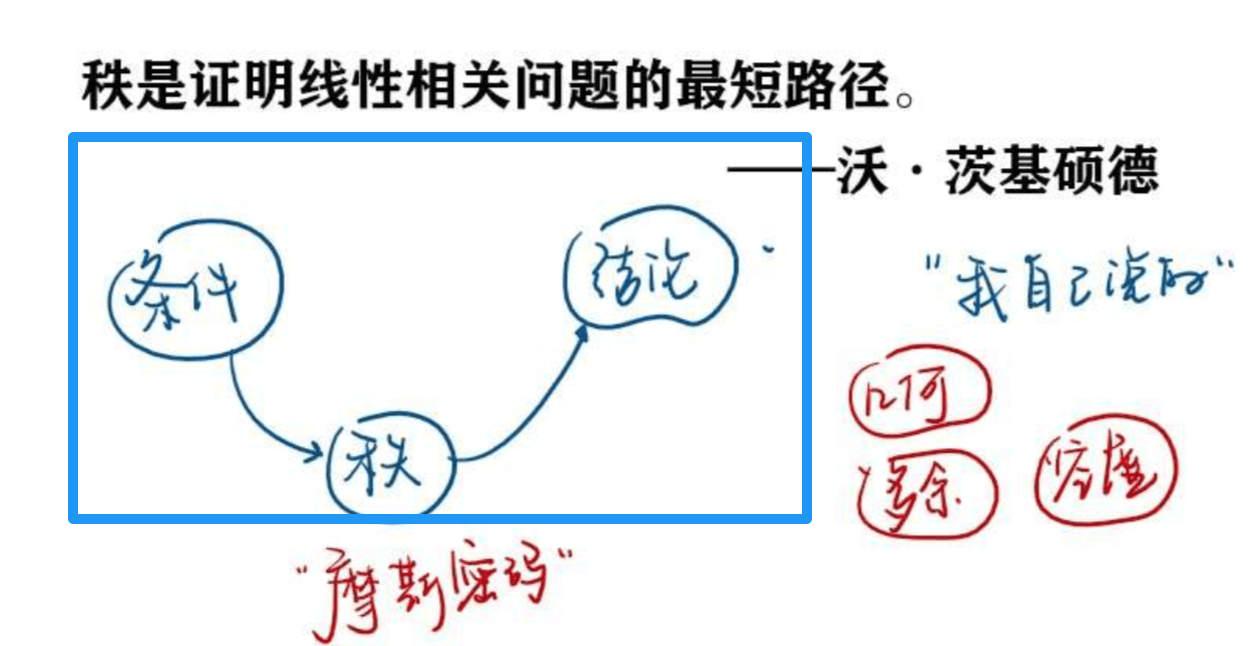 秩是证明线性相关问题的最短路径。
——沃·茨基硕德
条件
结论
"我自己说的"
几何
秩
多余
空虚
"摩斯密码"